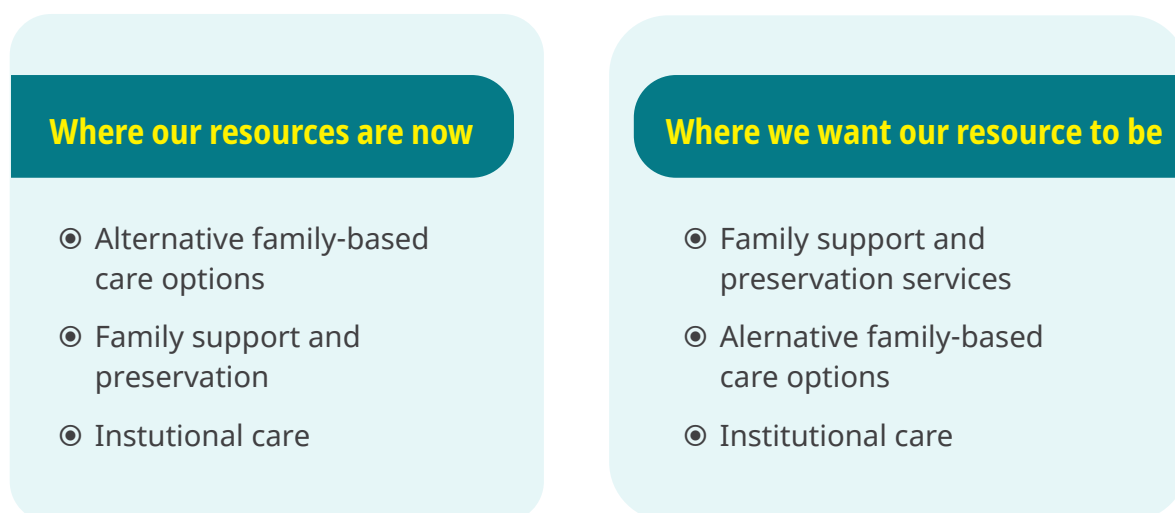 Where our resources are now
◉ Alternative family-based
care options
◉ Family support and
preservation
◉ Instutional care
Where we want our resource to be
◉ Family support and
preservation services
◉ Alernative family-based
care options
◉ Institutional care